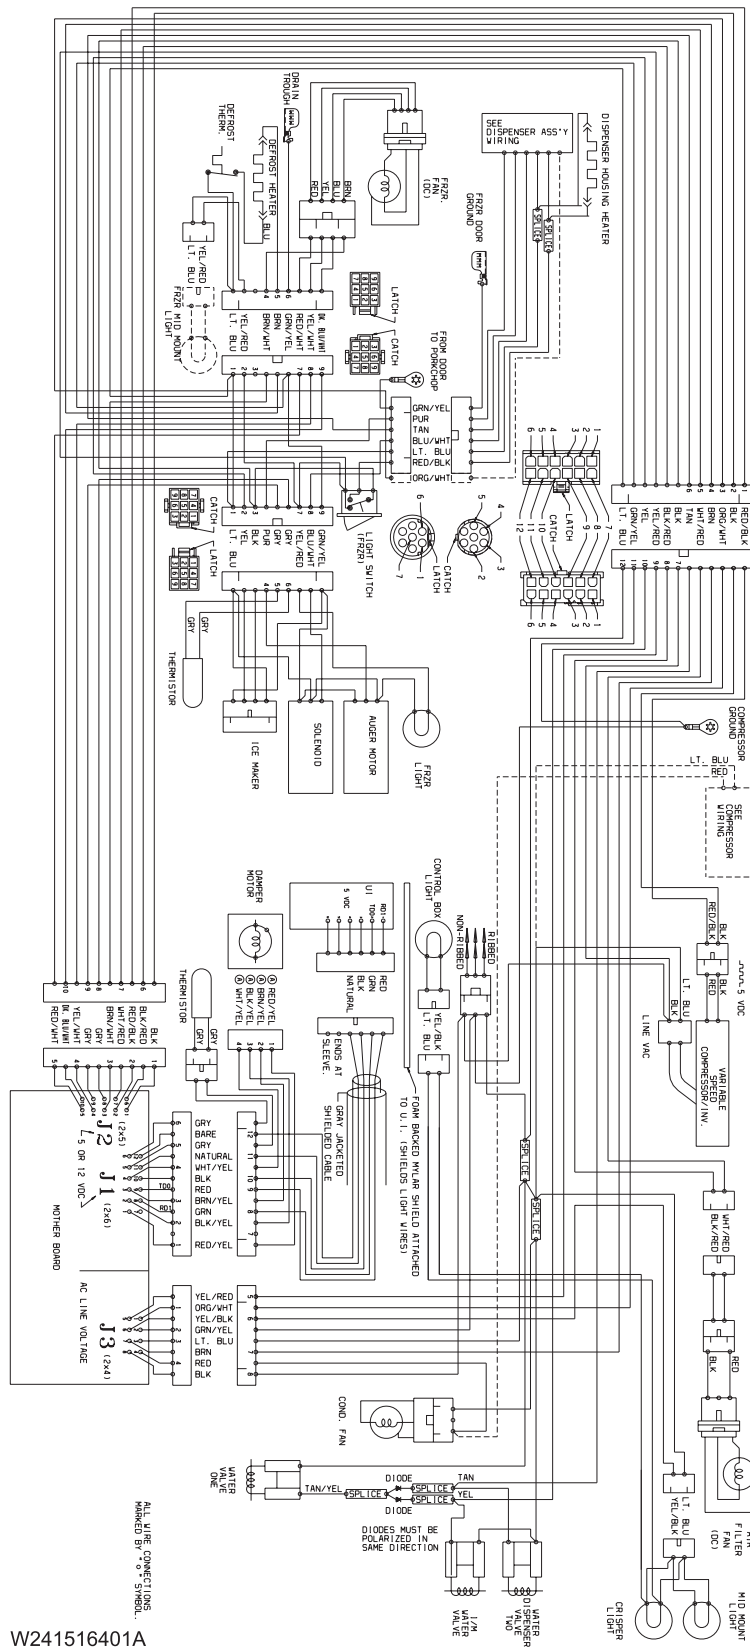 DRAIN
TROUGH
DEFROST
THERM.
DEFROST HEATER
BLU
RED
YEL
BLU
BRN
FRZR.
FAN
(DC)
SEE
DISPENSER ASS'Y
WIRING
DISPENSER HOUSING HEATER
SPLICE
SPLICE
FRZR DOOR
GROUND
YEL/RED
LT. BLU
FRZR MID MOUNT
LIGHT
LT. BLU
YEL/RED
BRN/WHT
BRN
GRN/YEL
RED/WHT
YEL/WHT
DK. BLU/WHT
LATCH
CATCH
FROM DOOR
TO PORKCHOP
GRN/YEL
PUR
TAN
BLU/WHT
LT. BLU
RED/BLK
ORG/WHT
CATCH
LATCH
LT. BLU
YEL
BLK
PUR
GRY
GRY
YEL/RED
BLU/WHT
GRN/YEL
LIGHT SWITCH
(FRZR)
CATCH
LATCH
LATCH
CATCH
LT. BLU
GRN/YEL
YEL
YEL/RED
BLK/RED
BLK
TAN
WHT/RED
BRN
ORG/WHT
BLK
RED/BLK
GRY
GRY
THERMISTOR
ICE MAKER
SOLENOID
AUGER MOTOR
FRZR
LIGHT
COMPRESSOR
GROUND
LT. BLU
RED
SEE
COMPRESSOR
WIRING
DAMPER
MOTOR
UI
5 VDC
TD0
RD1
CONTROL BOX
LIGHT
NON-RIBBED
RIBBED
RED/BLK
BLK
RED
BLK
5 VDC
LT. BLU
BLK
LINE VAC
VARIABLE
SPEED
COMPRESSOR/INV.
RED/WHT
DK. BLU/WHT
YEL/WHT
GRY
GRY
BRN/WHT
WHT/RED
RED/BLK
BLK/RED
BLK
THERMISTOR
GRY
GRY
WHT/YEL
BLK/YEL
BRN/YEL
RED/YEL
NATURAL
BLK
GRN
RED
ENDS AT
SLEEVE.
GRAY JACKETED
SHIELDED CABLE
FOAM BACKED MYLAR SHIELD ATTACHED
TO U.I. (SHIELDS LIGHT WIRES)
YEL/BLK
LT. BLU
J2
(2x5)
5 OR 12 VDC
J1
(2x6)
MOTHER BOARD
AC LINE VOLTAGE
J3
(2x4)
GRY
BARE
GRY
NATURAL
WHT/YEL
BLK
TD0
RED
BRN/YEL
RD1
GRN
BLK/YEL
RED/YEL
YEL/RED
ORG/WHT
YEL/BLK
GRN/YEL
LT. BLU
BRN
RED
BLK
SPLICE
SPLICE
WHT/RED
BLK/RED
BLK
RED
COND. FAN
WATER
VALVE
ONE
TAN/YEL
SPLICE
DIODE
SPLICE
TAN
SPLICE
YEL
DIODE
DIODES MUST BE
POLARIZED IN
SAME DIRECTION
I/M
WATER
VALVE
WATER
DISPENSER
VALVE
TWO
LT. BLU
YEL/BLK
AIR
FILTER
FAN
(DC)
CRISPER
LIGHT
MID MOUNT
LIGHT
ALL WIRE CONNECTIONS
MARKED BY "o" SYMBOL.
W241516401A